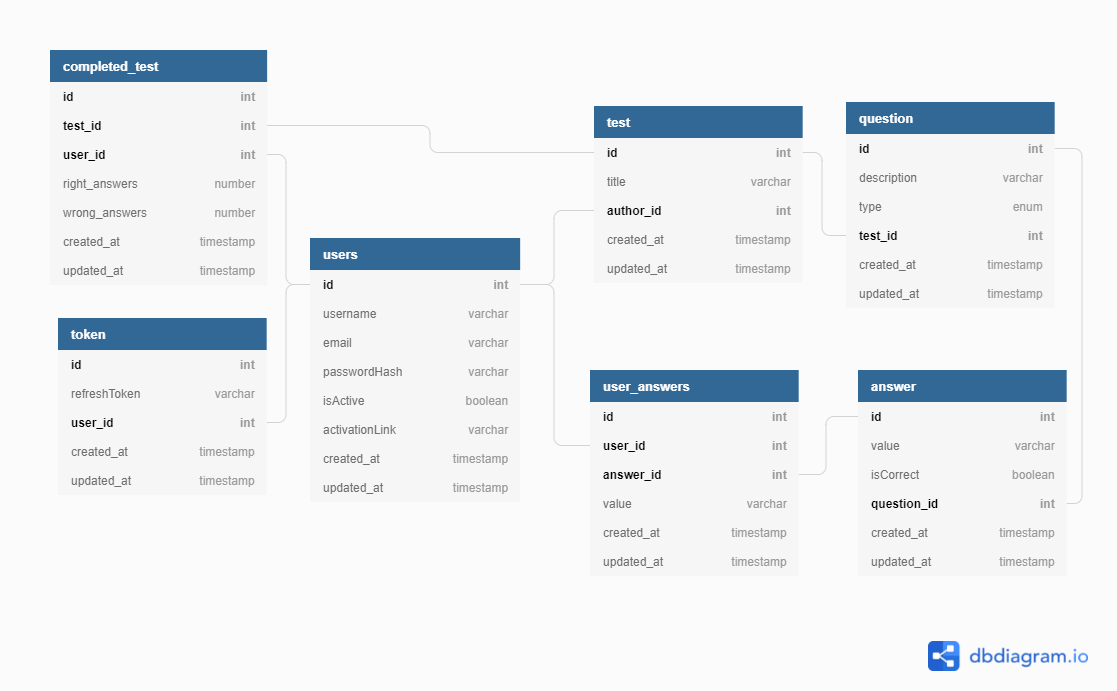 completed_test
id int
test_id int
user_id int
right_answers number
wrong_answers number
created_at timestamp
updated_at timestamp
token
id int
refreshToken varchar
user_id int
created_at timestamp
updated_at timestamp
users
id int
username varchar
email varchar
passwordHash varchar
isActive boolean
activationLink varchar
created_at timestamp
updated_at timestamp
test
id int
title varchar
author_id int
created_at timestamp
updated_at timestamp
question
id int
description varchar
type enum
test_id int
created_at timestamp
updated_at timestamp
user_answers
id int
user_id int
answer_id int
value varchar
created_at timestamp
updated_at timestamp
answer
id int
value varchar
isCorrect boolean
question_id int
created_at timestamp
updated_at timestamp
dbdiagram.io